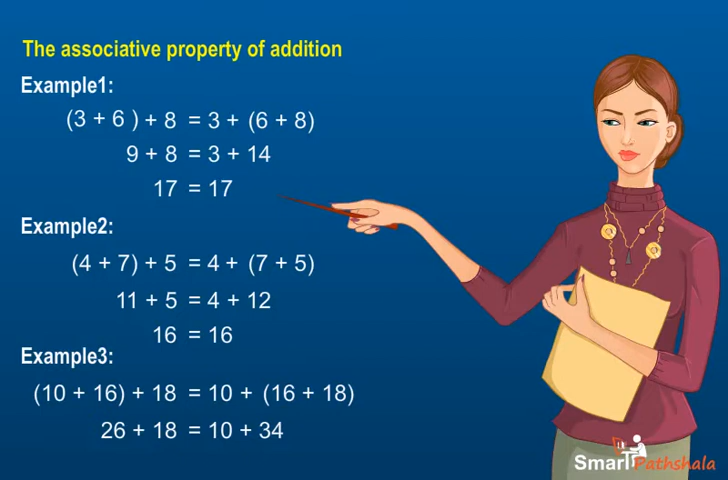 The associative property of addition
Example1:
(3 + 6 ) + 8 = 3 + (6 + 8)
9 + 8 = 3 + 14
17 = 17
Example2:
(4 + 7) + 5 = 4 + (7 + 5)
11 + 5 = 4 + 12
16 = 16
Example3:
(10 + 16) + 18 = 10 + (16 + 18)
26 + 18 = 10 + 34
SmarT Pathshala